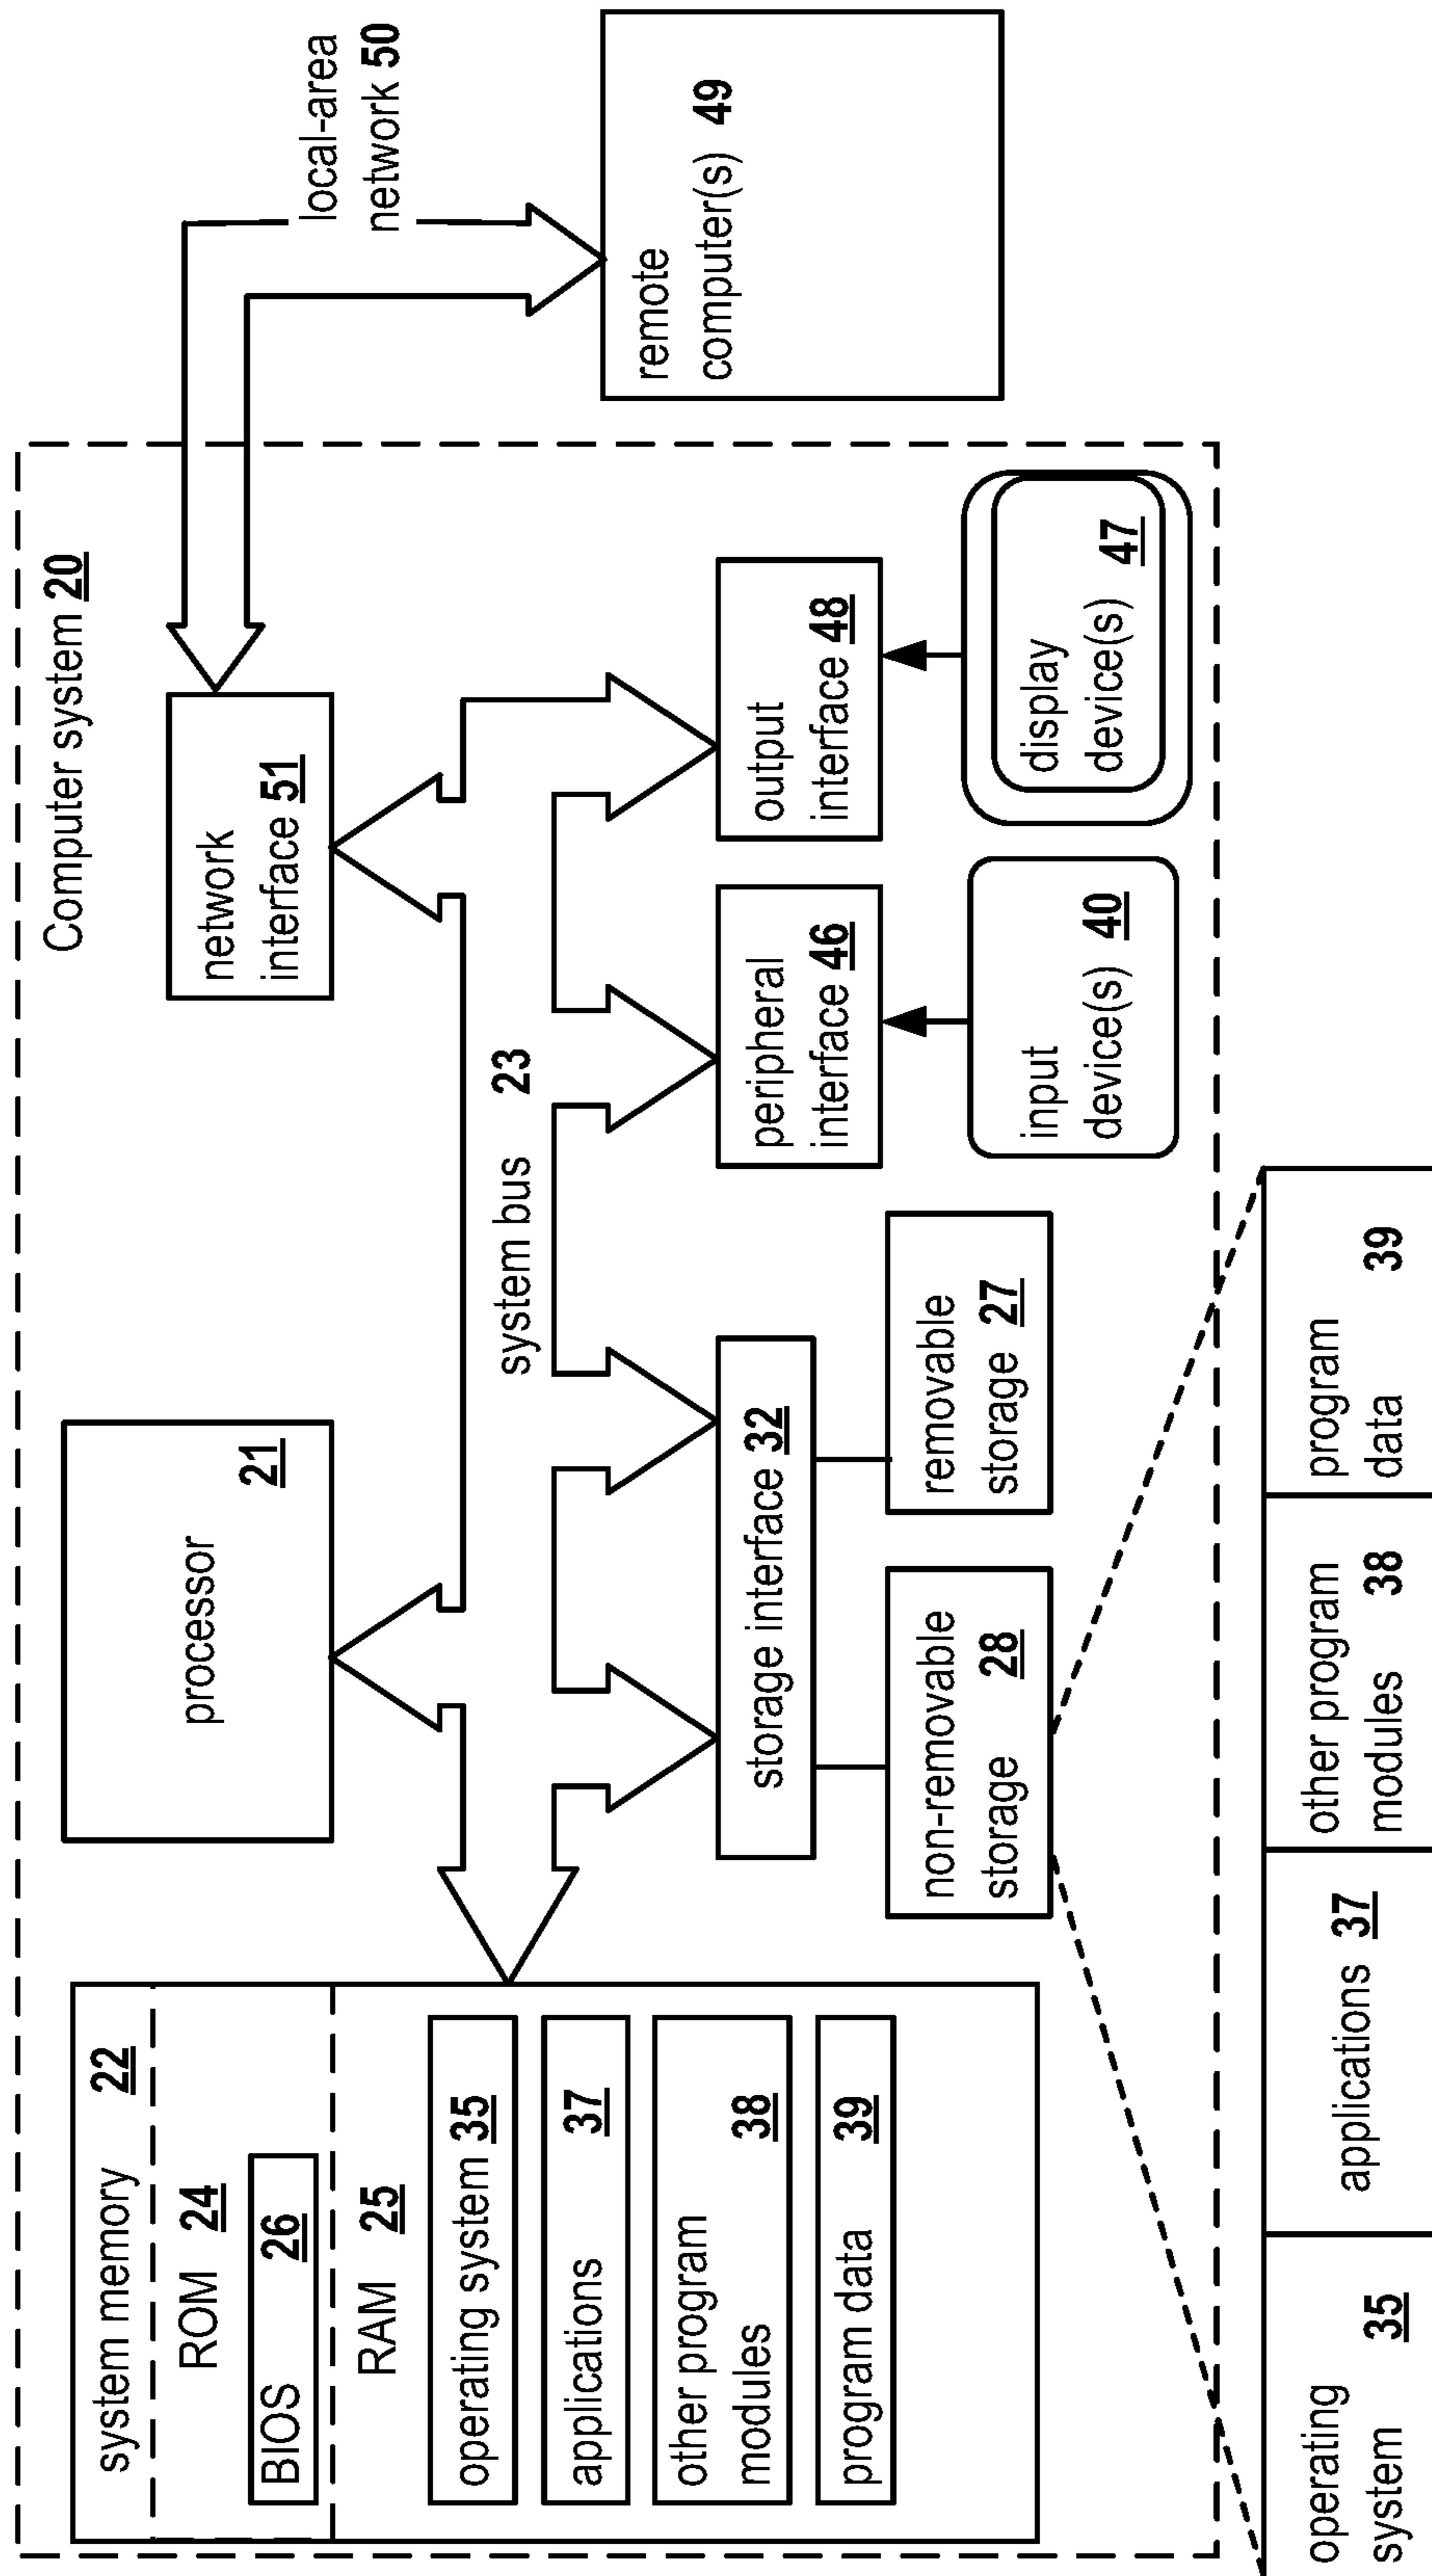 Computer system 20
system memory 22
ROM 24
BIOS 26
RAM 25
operating system 35
applications 37
other program
modules 38
program data 39
processor
21
network
interface 51
local-area
network 50
system bus 23
storage interface 32
non-removable
storage 28
removable
storage 27
peripheral
interface 46
output
interface 48
input
device(s) 40
display
device(s) 47
remote
computer(s) 49
operating
system 35
applications 37
other program
modules 38
program
data 39